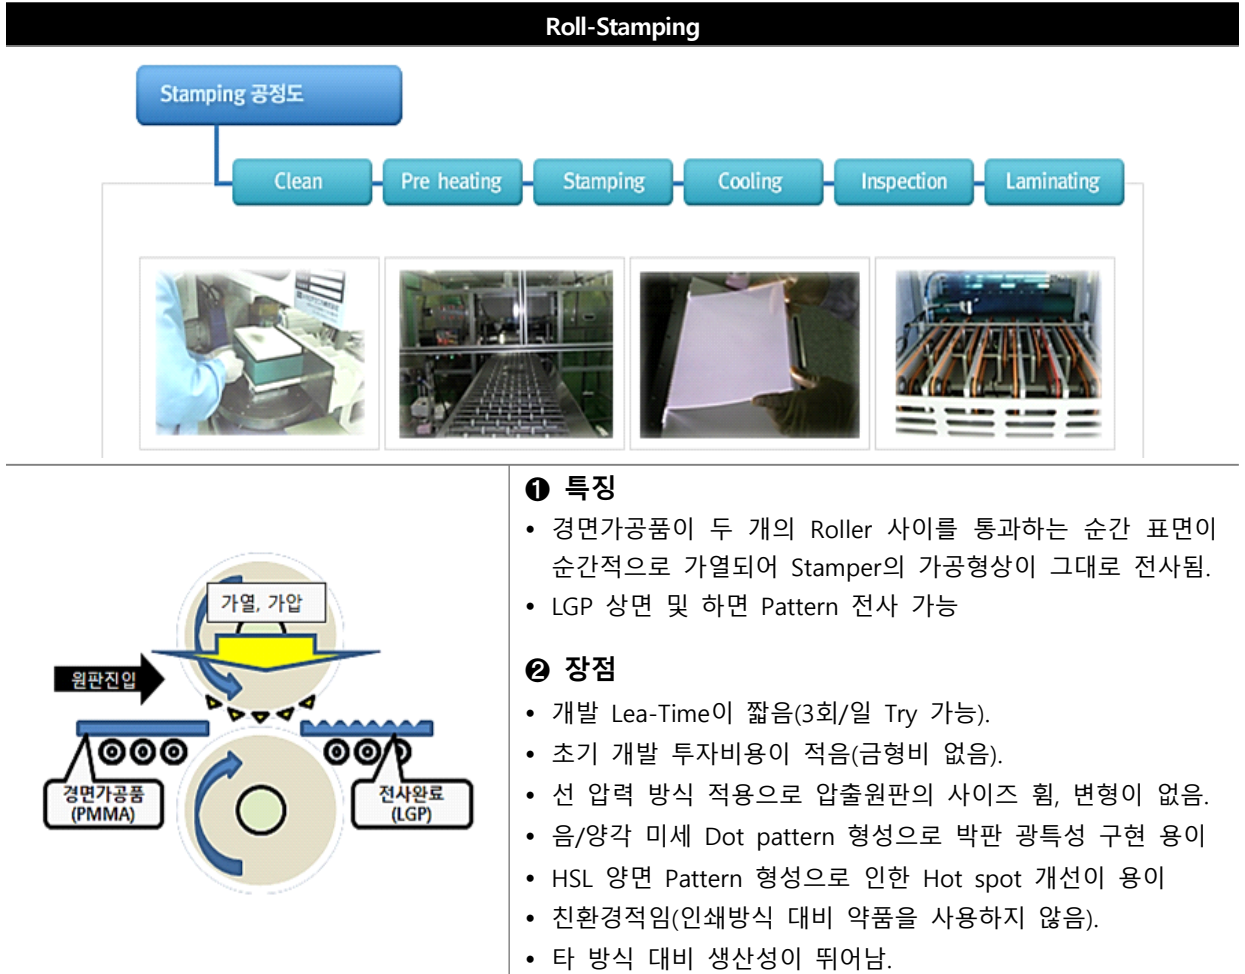 Roll-Stamping
Stamping 공정도
Clean
Pre heating
Stamping
Cooling
Inspection
Laminating
가열, 가압
원판진입
경면가공품
(PMMA)
전사완료
(LGP)
❶ 특징
• 경면가공품이 두 개의 Roller 사이를 통과하는 순간 표면이
순간적으로 가열되어 Stamper의 가공형상이 그대로 전사됨.
• LGP 상면 및 하면 Pattern 전사 가능
❷ 장점
• 개발 Lea-Time이 짧음(3회/일 Try 가능).
• 초기 개발 투자비용이 적음(금형비 없음).
• 선 압력 방식 적용으로 압출원판의 사이즈 휨, 변형이 없음.
• 음/양각 미세 Dot pattern 형성으로 박판 광특성 구현 용이
• HSL 양면 Pattern 형성으로 인한 Hot spot 개선이 용이
• 친환경적임(인쇄방식 대비 약품을 사용하지 않음).
• 타 방식 대비 생산성이 뛰어남.